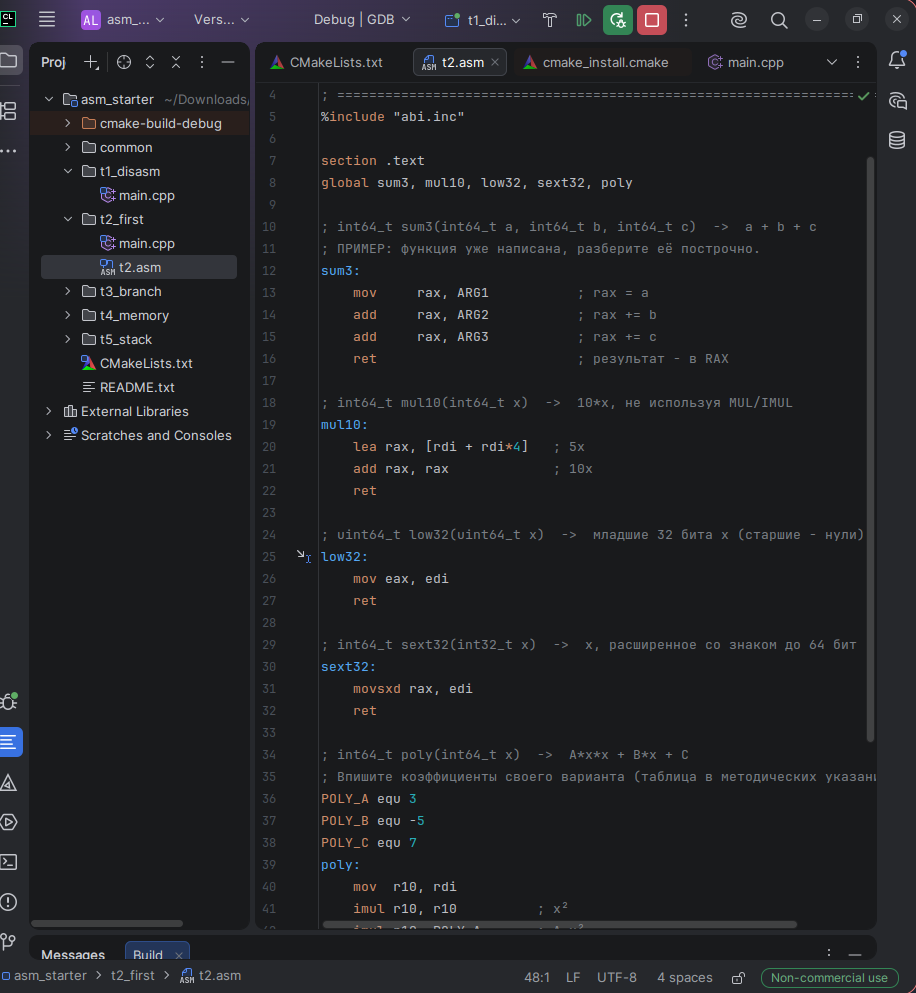 CL
AL asm_... Vers... Debug | GDB t1_di...
Proj
asm_starter ~/Downloads/
cmake-build-debug
common
t1_disasm
main.cpp
t2_first
main.cpp
t2.asm
t3_branch
t4_memory
t5_stack
CMakeLists.txt
README.txt
External Libraries
Scratches and Consoles
CMakeLists.txt t2.asm cmake_install.cmake main.cpp
4 ; =================================================================
5 %include "abi.inc"
6
7 section .text
8 global sum3, mul10, low32, sext32, poly
9
10 ; int64_t sum3(int64_t a, int64_t b, int64_t c) -> a + b + c
11 ; ПРИМЕР: функция уже написана, разберите её построчно.
12 sum3:
13 mov rax, ARG1 ; rax = a
14 add rax, ARG2 ; rax += b
15 add rax, ARG3 ; rax += c
16 ret ; результат - в RAX
17
18 ; int64_t mul10(int64_t x) -> 10*x, не используя MUL/IMUL
19 mul10:
20 lea rax, [rdi + rdi*4] ; 5x
21 add rax, rax ; 10x
22 ret
23
24 ; uint64_t low32(uint64_t x) -> младшие 32 бита x (старшие - нули)
25 low32:
26 mov eax, edi
27 ret
28
29 ; int64_t sext32(int32_t x) -> x, расширенное со знаком до 64 бит
30 sext32:
31 movsxd rax, edi
32 ret
33
34 ; int64_t poly(int64_t x) -> A*x*x + B*x + C
35 ; Впишите коэффициенты своего варианта (таблица в методических указани
36 POLY_A equ 3
37 POLY_B equ -5
38 POLY_C equ 7
39 poly:
40 mov r10, rdi
41 imul r10, r10 ; x²
Messages Build
asm_starter > t2_first > t2.asm 48:1 LF UTF-8 4 spaces Non-commercial use